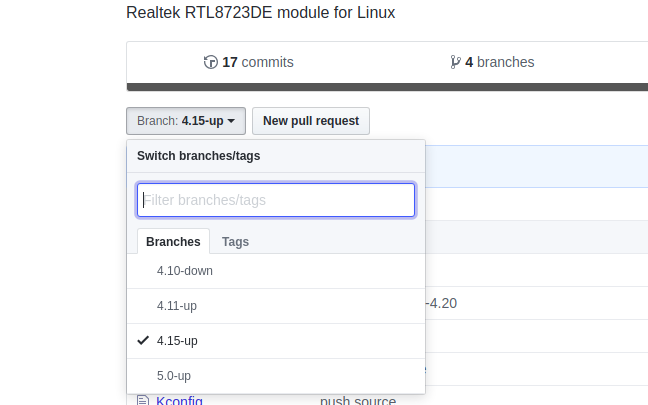 Realtek RTL8723DE module for Linux
17 commits
4 branches
Branch: 4.15-up
New pull request
Switch branches/tags
Filter branches/tags
Branches
Tags
4.10-down
4.11-up
-4.20
4.15-up
5.0-up
Kconfig
push source